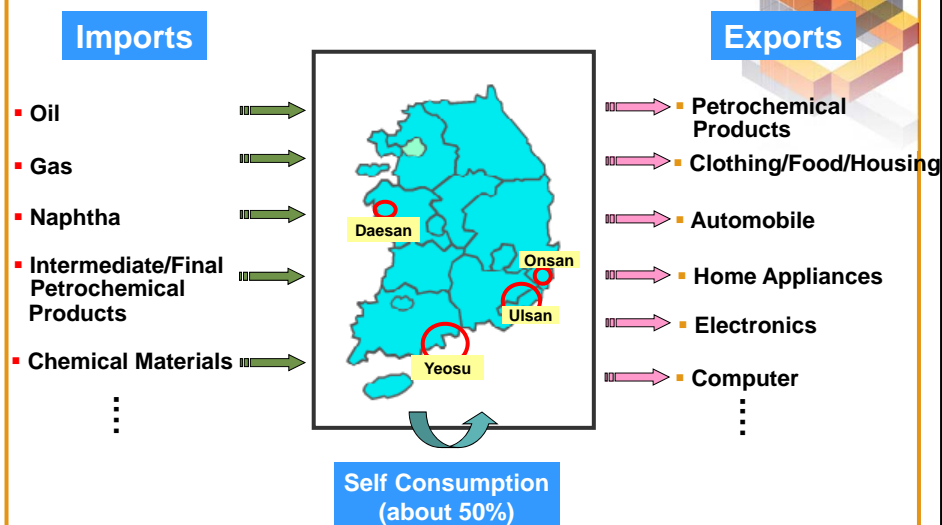 Imports
Exports
Oil
Gas
Naphtha
Intermediate/Final
Petrochemical
Products
Chemical Materials
Daesan
Onsan
Ulsan
Yeosu
Petrochemical
Products
Clothing/Food/Housing
Automobile
Home Appliances
Electronics
Computer
Self Consumption
(about 50%)